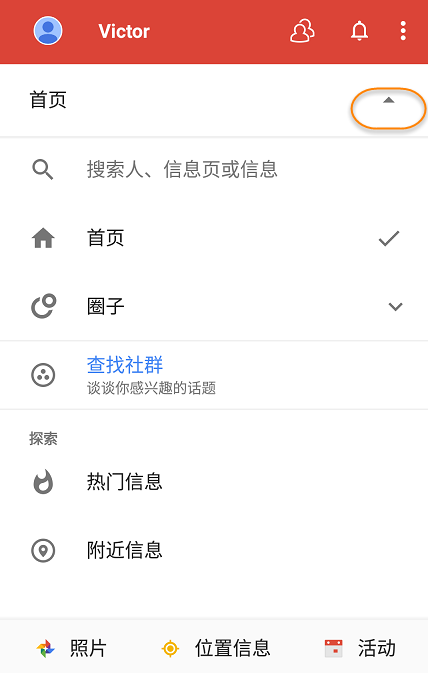 Victor
首页
搜索人、信息页或信息
首页
圈子
查找社群
谈谈你感兴趣的话题
探索
热门信息
附近信息
照片 位置信息 活动